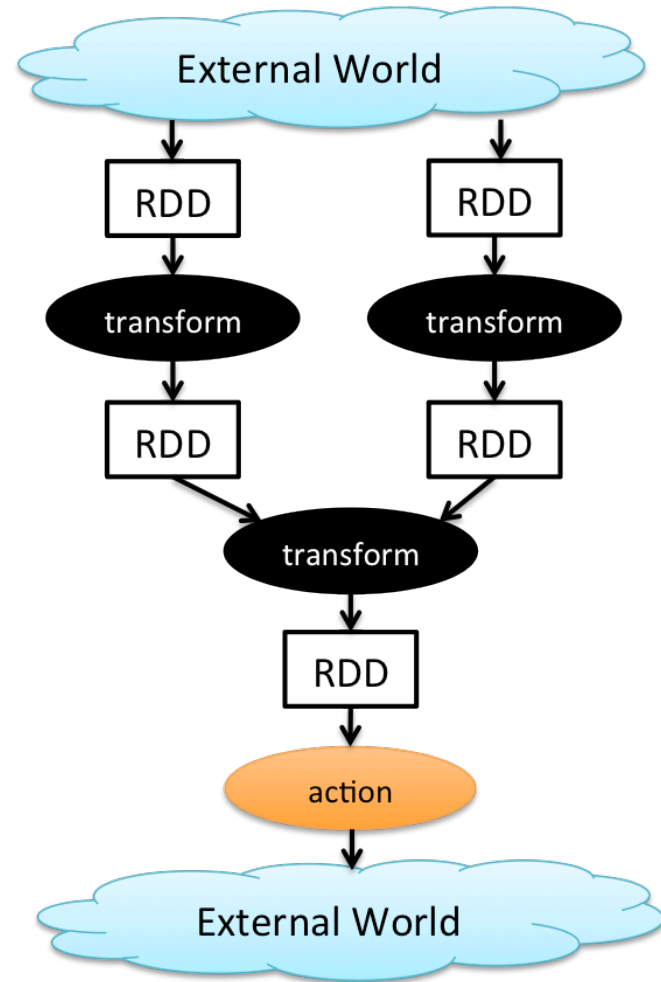 External World
RDD
RDD
transform
transform
RDD
RDD
transform
RDD
action
External World